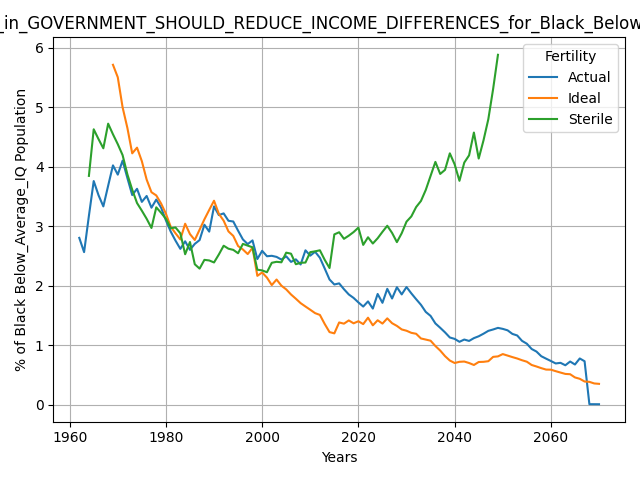 _in_GOVERNMENT_SHOULD_REDUCE_INCOME_DIFFERENCES_for_Black_Below
Fertility
Actual
Ideal
Sterile
% of Black Below_Average_IQ Population
6
5
4
3
2
1
0
1960 1980 2000 2020 2040 2060
Years